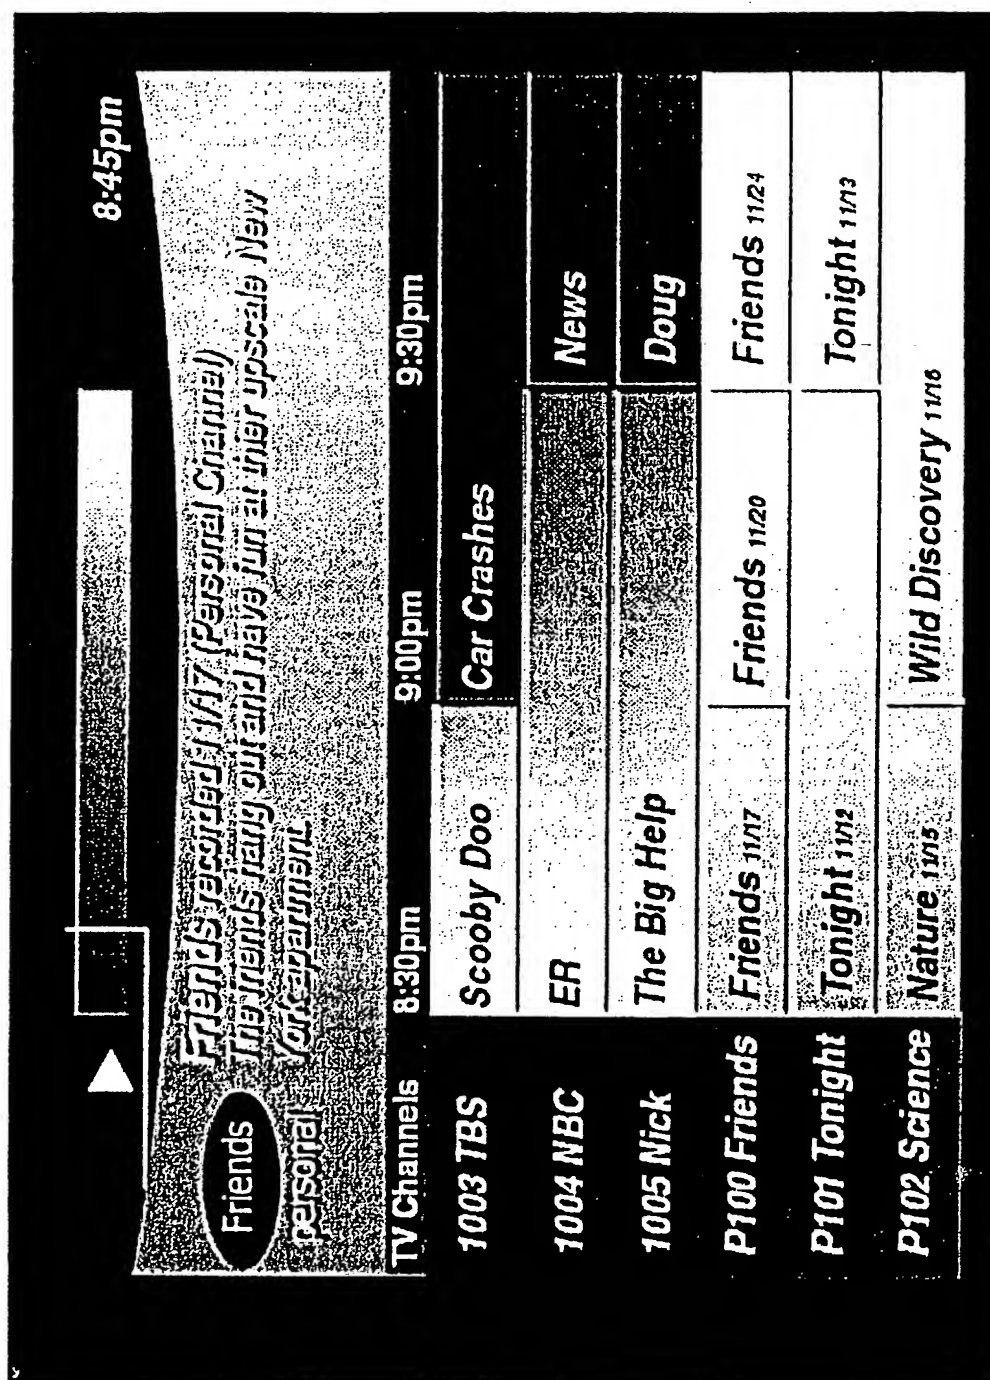 8:45pm
Friends recorded 11/17 (Personal Channel)
The friends hang out and have fun at thier upscale New
York apartment.
Friends
personal
TV Channels 8:30pm 9:00pm 9:30pm
1003 TBS Scooby Doo Car Crashes
1004 NBC ER News
1005 Nick The Big Help Doug
P100 Friends Friends 11/17 Friends 11/20 Friends 11/24
P101 Tonight Tonight 11/12 Tonight 11/13
P102 Science Nature 11/15 Wild Discovery 11/16